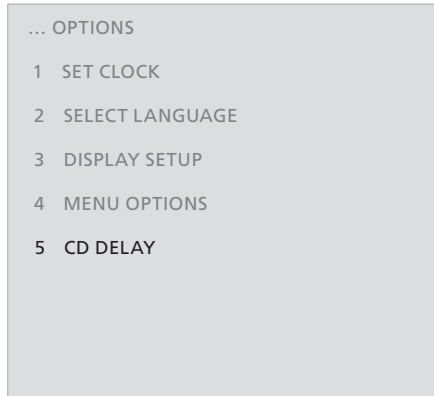 ... OPTIONS
1 SET CLOCK
2 SELECT LANGUAGE
3 DISPLAY SETUP
4 MENU OPTIONS
5 CD DELAY